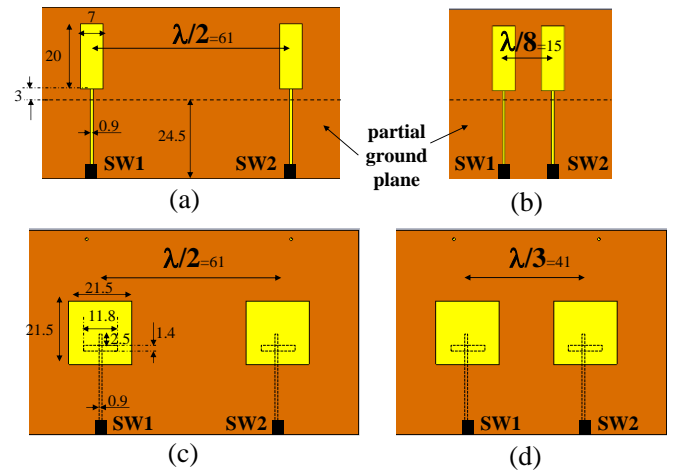 7
λ/2=61
20
3
0.9
24.5
SW1
SW2
(a)
λ/8=15
partial
ground
plane
SW1
SW2
(b)
λ/2=61
21.5
11.8
21.5
2.5
1.4
0.9
SW1
SW2
(c)
λ/3=41
SW1
SW2
(d)